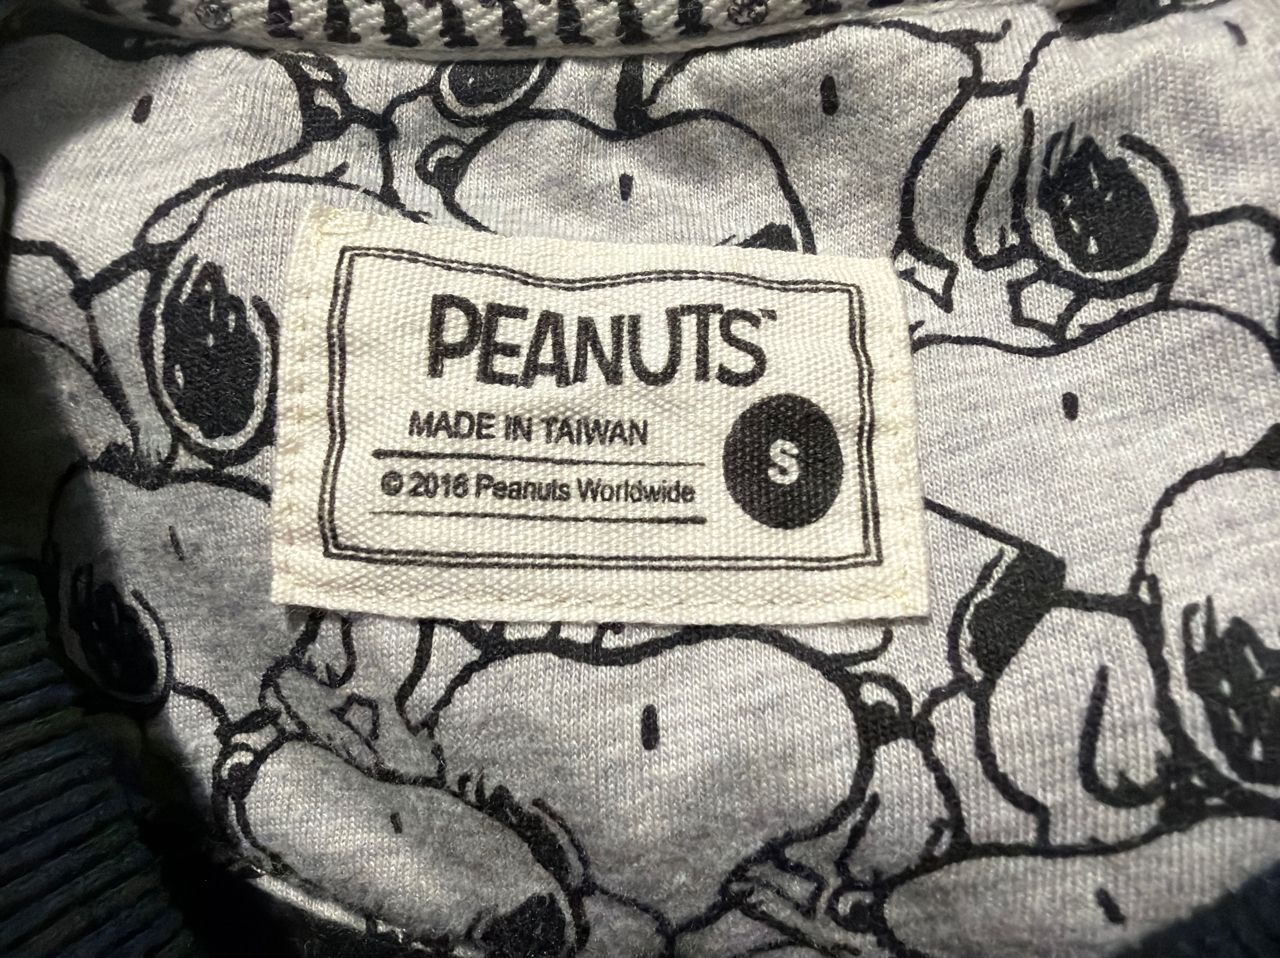 PEANUTS™
MADE IN TAIWAN
© 2016 Peanuts Worldwide
S